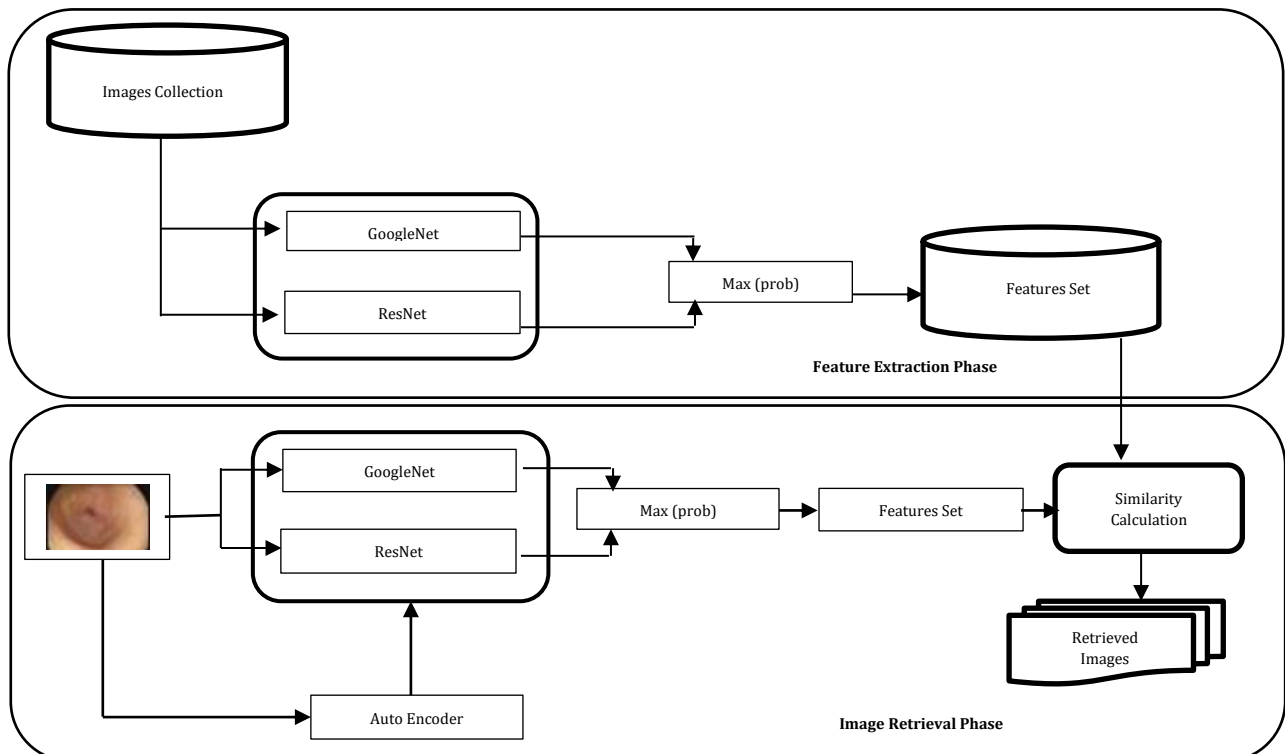 Images Collection
GoogleNet
ResNet
Max (prob)
Features Set
Feature Extraction Phase
GoogleNet
ResNet
Max (prob)
Features Set
Similarity
Calculation
Retrieved
Images
Auto Encoder
Image Retrieval Phase